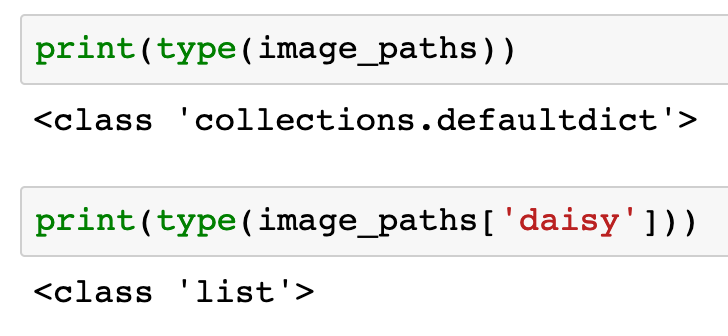 print(type(image_paths))
<class 'collections.defaultdict'>
print(type(image_paths['daisy']))
<class 'list'>